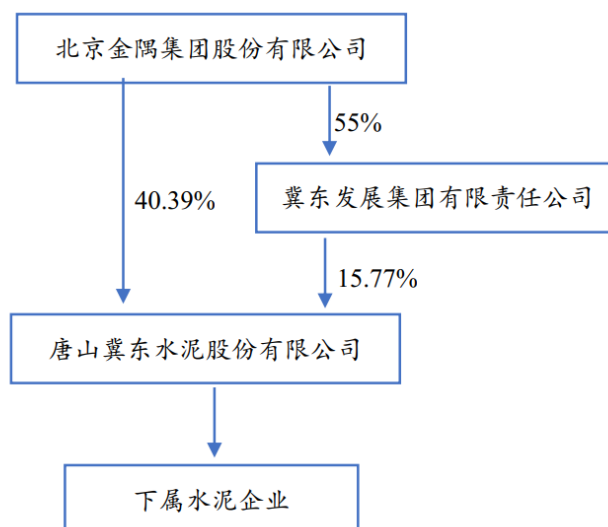 北京金隅集团股份有限公司
55%
40.39%
冀东发展集团有限责任公司
15.77%
唐山冀东水泥股份有限公司
下属水泥企业